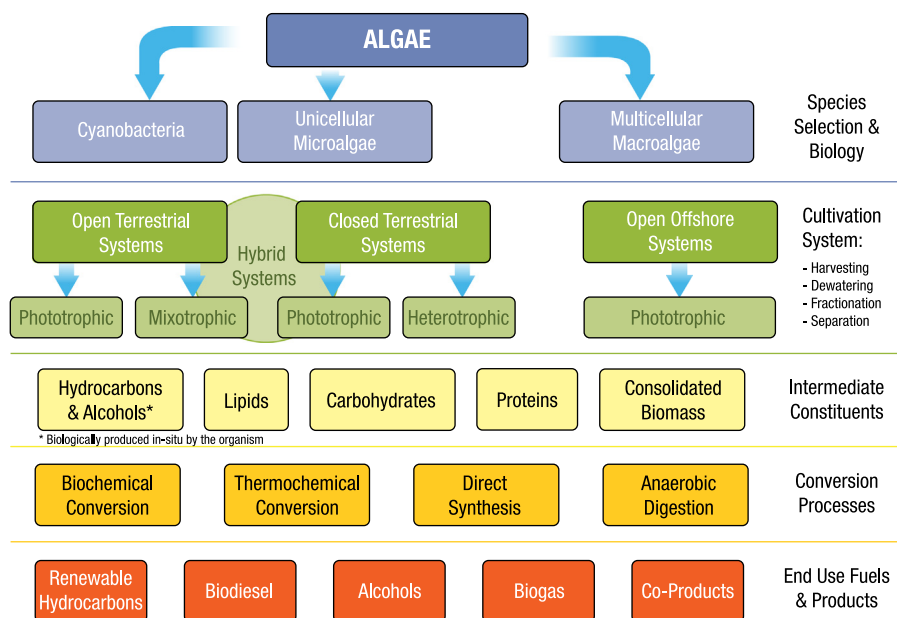 ALGAE
Cyanobacteria
Unicellular
Microalgae
Multicellular
Macroalgae
Species
Selection &
Biology
Open Terrestrial
Systems
Hybrid
Systems
Closed Terrestrial
Systems
Open Offshore
Systems
Phototrophic
Mixotrophic
Phototrophic
Heterotrophic
Phototrophic
Cultivation
System:
- Harvesting
- Dewatering
- Fractionation
- Separation
Hydrocarbons
& Alcohols*
Lipids
Carbohydrates
Proteins
Consolidated
Biomass
* Biologically produced in-situ by the organism
Intermediate
Constituents
Biochemical
Conversion
Thermochemical
Conversion
Direct
Synthesis
Anaerobic
Digestion
Conversion
Processes
Renewable
Hydrocarbons
Biodiesel
Alcohols
Biogas
Co-Products
End Use Fuels
& Products